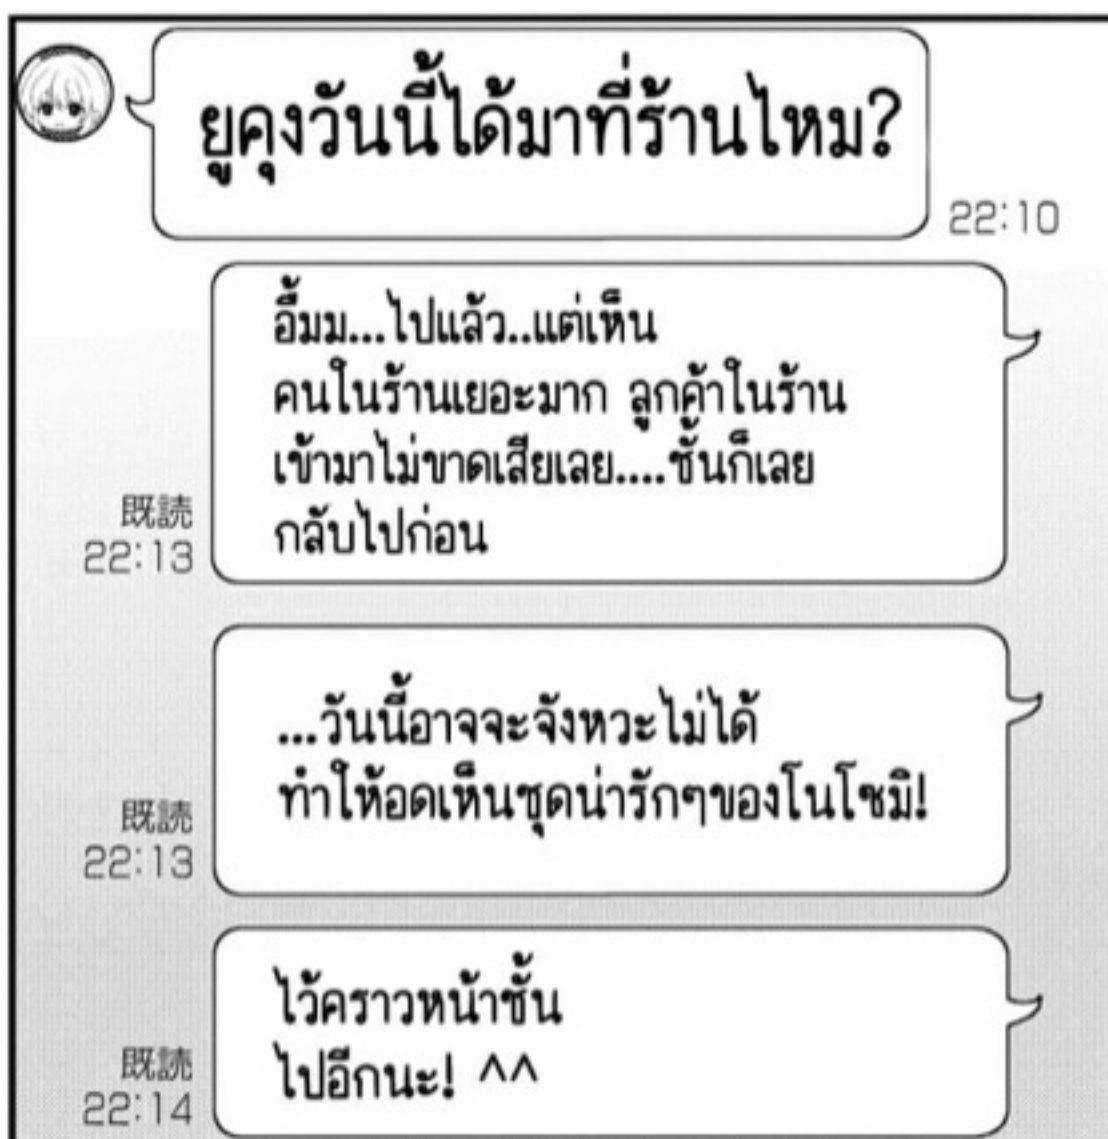 ยูคุงวันนี้ได้มาที่ร้านไหม?
22:10
อื้มม...ไปแล้ว..แต่เห็น
คนในร้านเยอะมาก ลูกค้าในร้าน
เข้ามาไม่ขาดเสียเลย....ชั้นก็เลย
กลับไปก่อน
既読
22:13
...วันนี้อาจจะจังหวะไม่ได้
ทำให้อดเห็นชุดน่ารักๆของโนโซมิ!
既読
22:13
ไว้คราวหน้าชั้น
ไปอีกนะ! ^^
既読
22:14